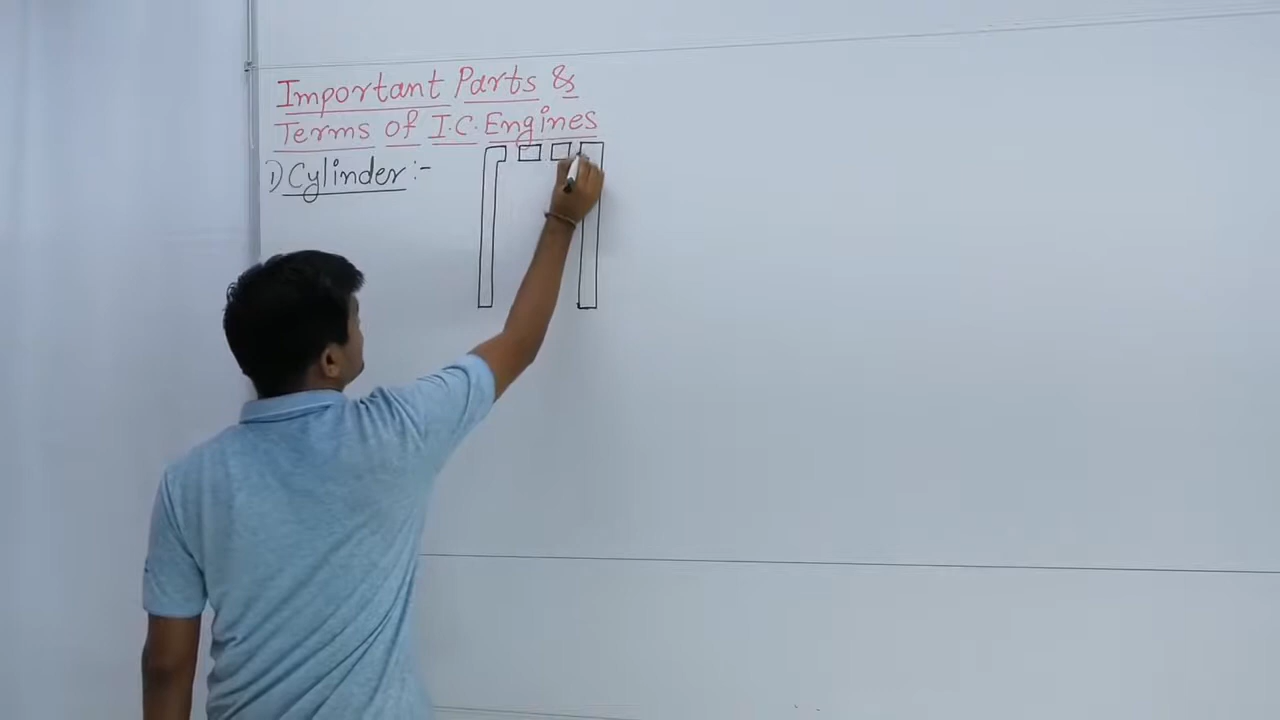 Important Parts &
Terms of I.C. Engines
1) Cylinder :-